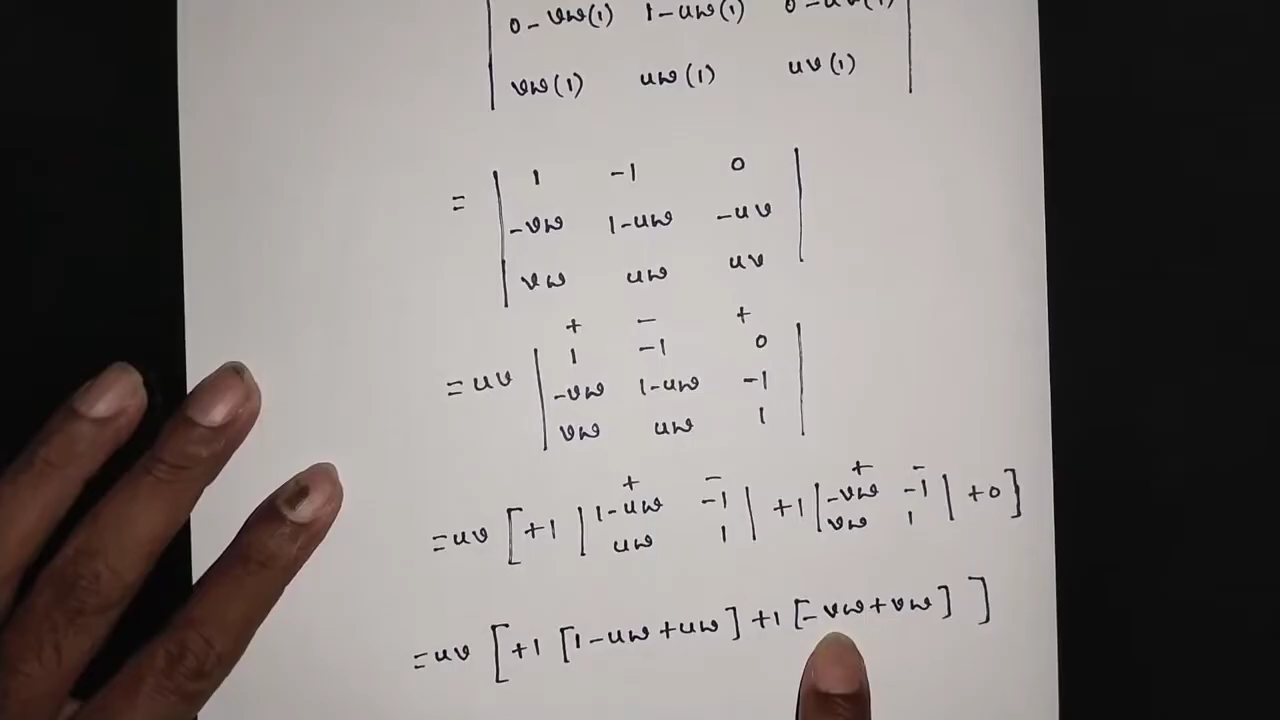 0-vw(1) 1-uw(1) 0-uv(1)
vw(1) uw(1) uv(1)
= | 1 -1 0 |
| -vw 1-uw -uv |
| vw uw uv |
+ - +
| 1 -1 0 |
= uv | -vw 1-uw -1 |
| vw uw 1 |
+ - + -
= uv [ +1 | 1-uw -1 | +1 | -vw -1 | +0 ]
| uw 1 | | vw 1 |
= uv [ +1 [1-uw+uw] +1 [-vw+vw] ]